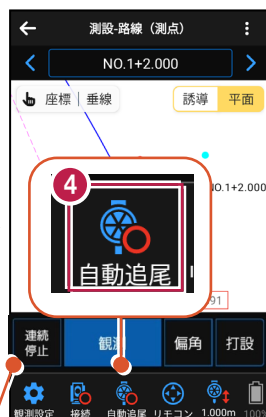 測設-路線（測点）
NO.1+2.000
座標 垂線
誘導 平面
4
NO.1+2.000
自動追尾
91
連続停止
観測
偏角
打設
観測設定 接続 自動追尾 リモコン 1.000m 100%